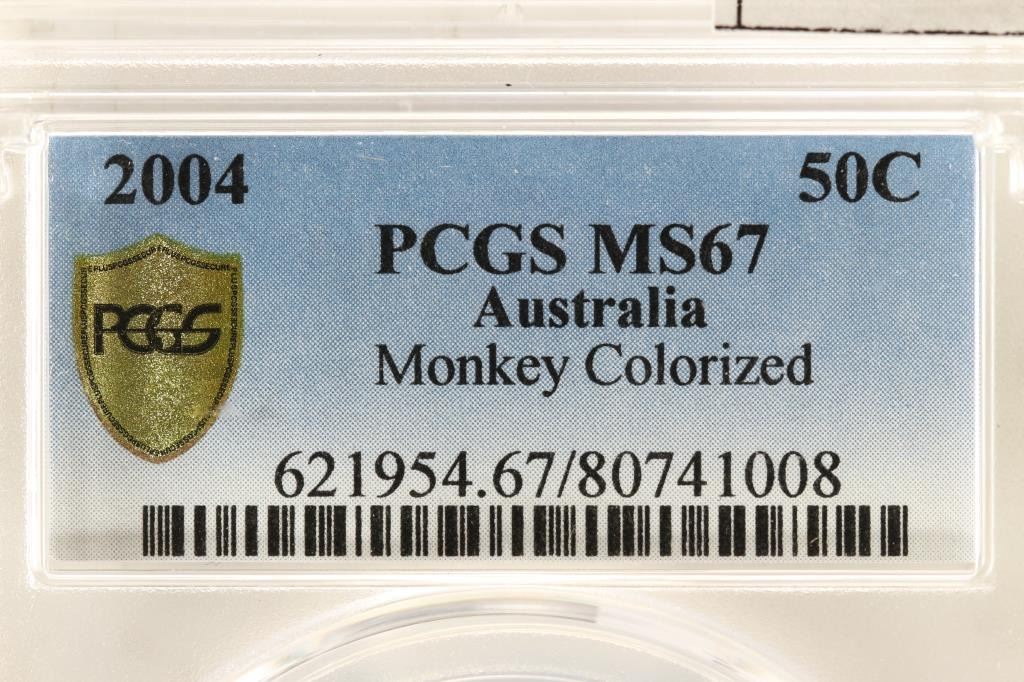 2004 50C
PCGS MS67
Australia
PCGS
Monkey Colorized
621954.67/80741008